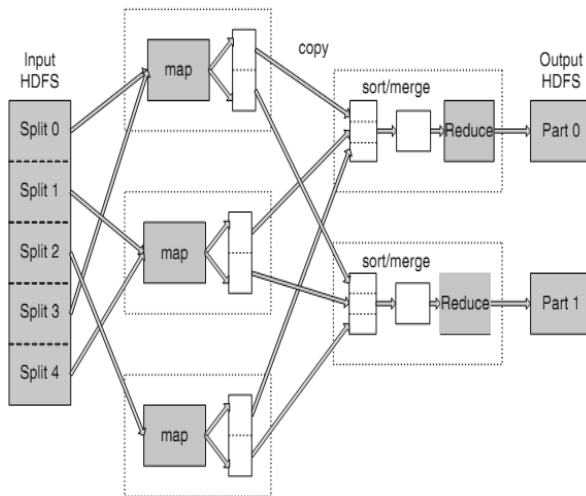 Input
HDFS
Split 0
Split 1
Split 2
Split 3
Split 4
map
map
map
copy
sort/merge
Reduce
sort/merge
Reduce
Output
HDFS
Part 0
Part 1